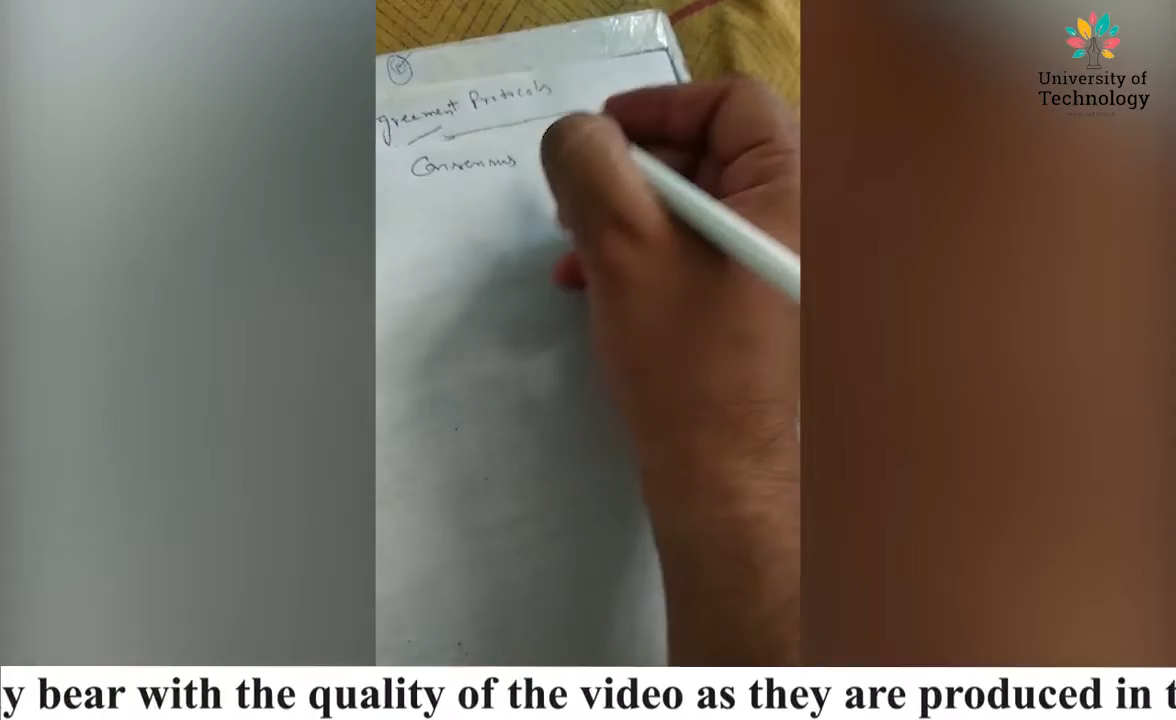 greement Protocols
Consensus
University of
Technology
y bear with the quality of the video as they are produced in t